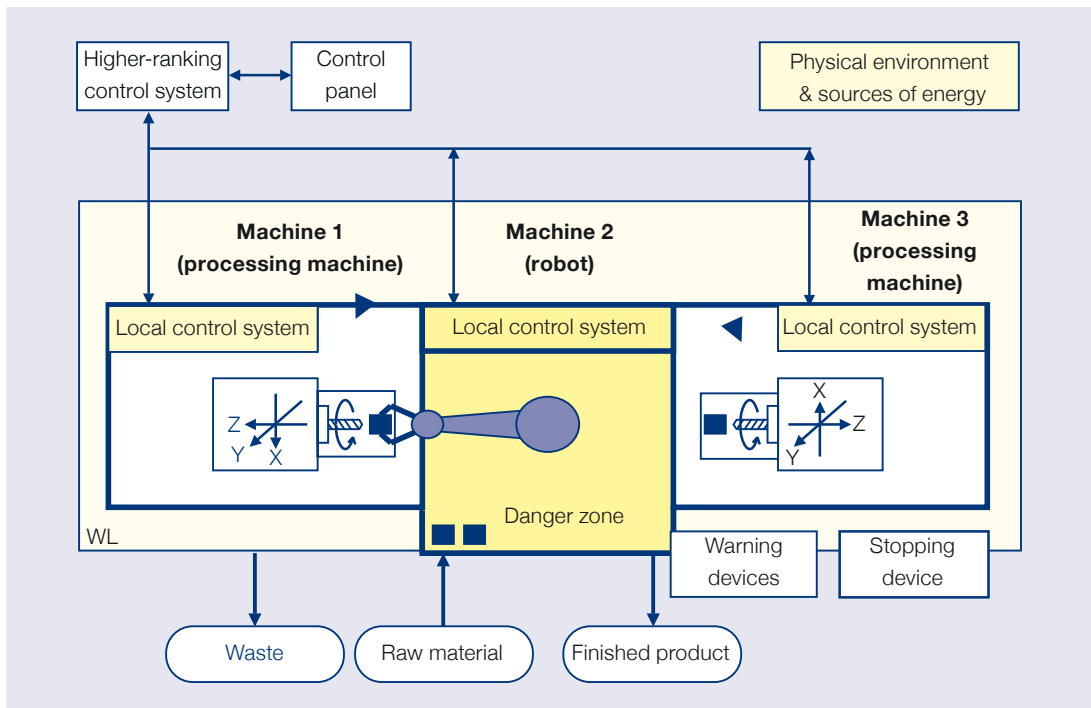 Higher-ranking
control system
Control
panel
Physical environment
& sources of energy
Machine 1
(processing machine)
Machine 2
(robot)
Machine 3
(processing
machine)
Local control system
Local control system
Local control system
Z
Y
X
X
Z
Y
Danger zone
WL
Warning
devices
Stopping
device
Waste
Raw material
Finished product